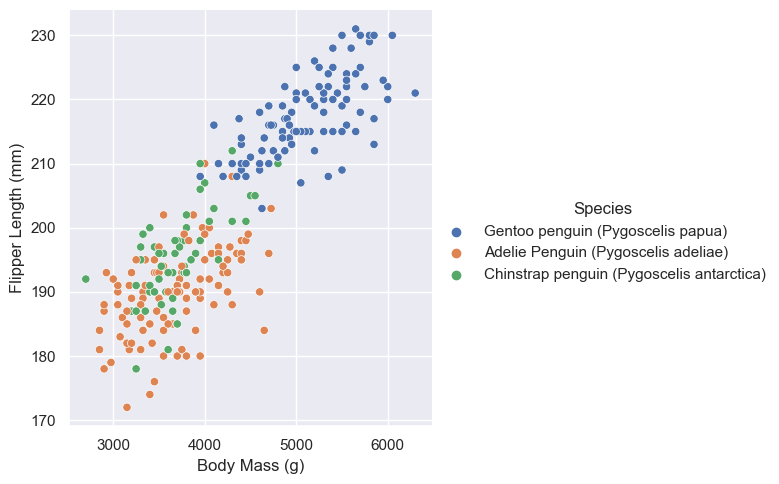 230
220
210
200
190
180
170
Flipper Length (mm)
3000 4000 5000 6000
Body Mass (g)
Species
Gentoo penguin (Pygoscelis papua)
Adelie Penguin (Pygoscelis adeliae)
Chinstrap penguin (Pygoscelis antarctica)